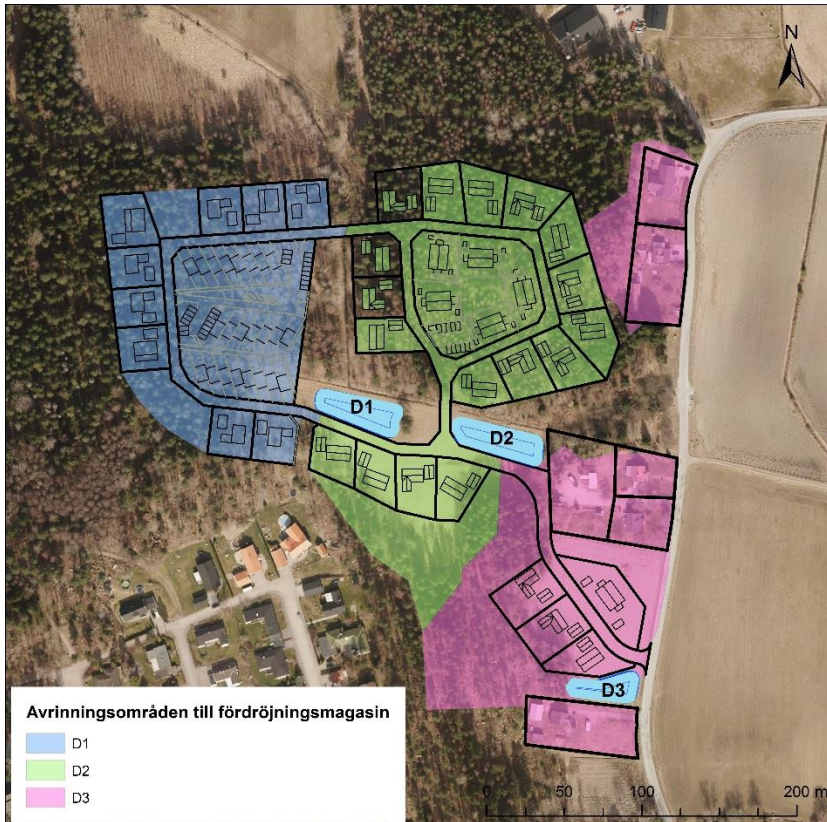 N
D1
D2
D3
Avrinningsområden till fördröjningsmagasin
D1
D2
D3
0 50 100 200 m